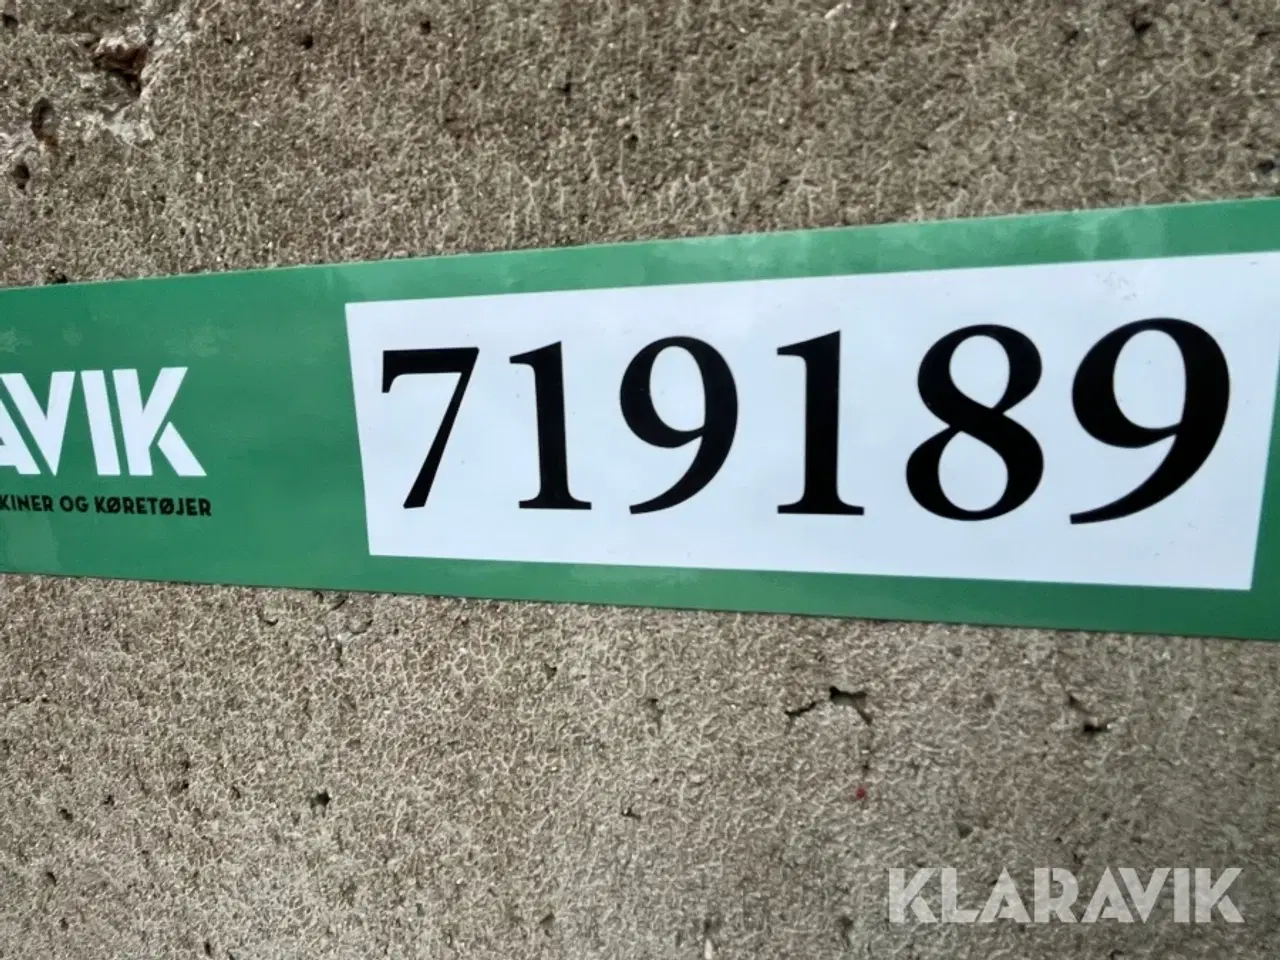 AVIK
KINER OG KØRETØJER
719189
KLARAVIK